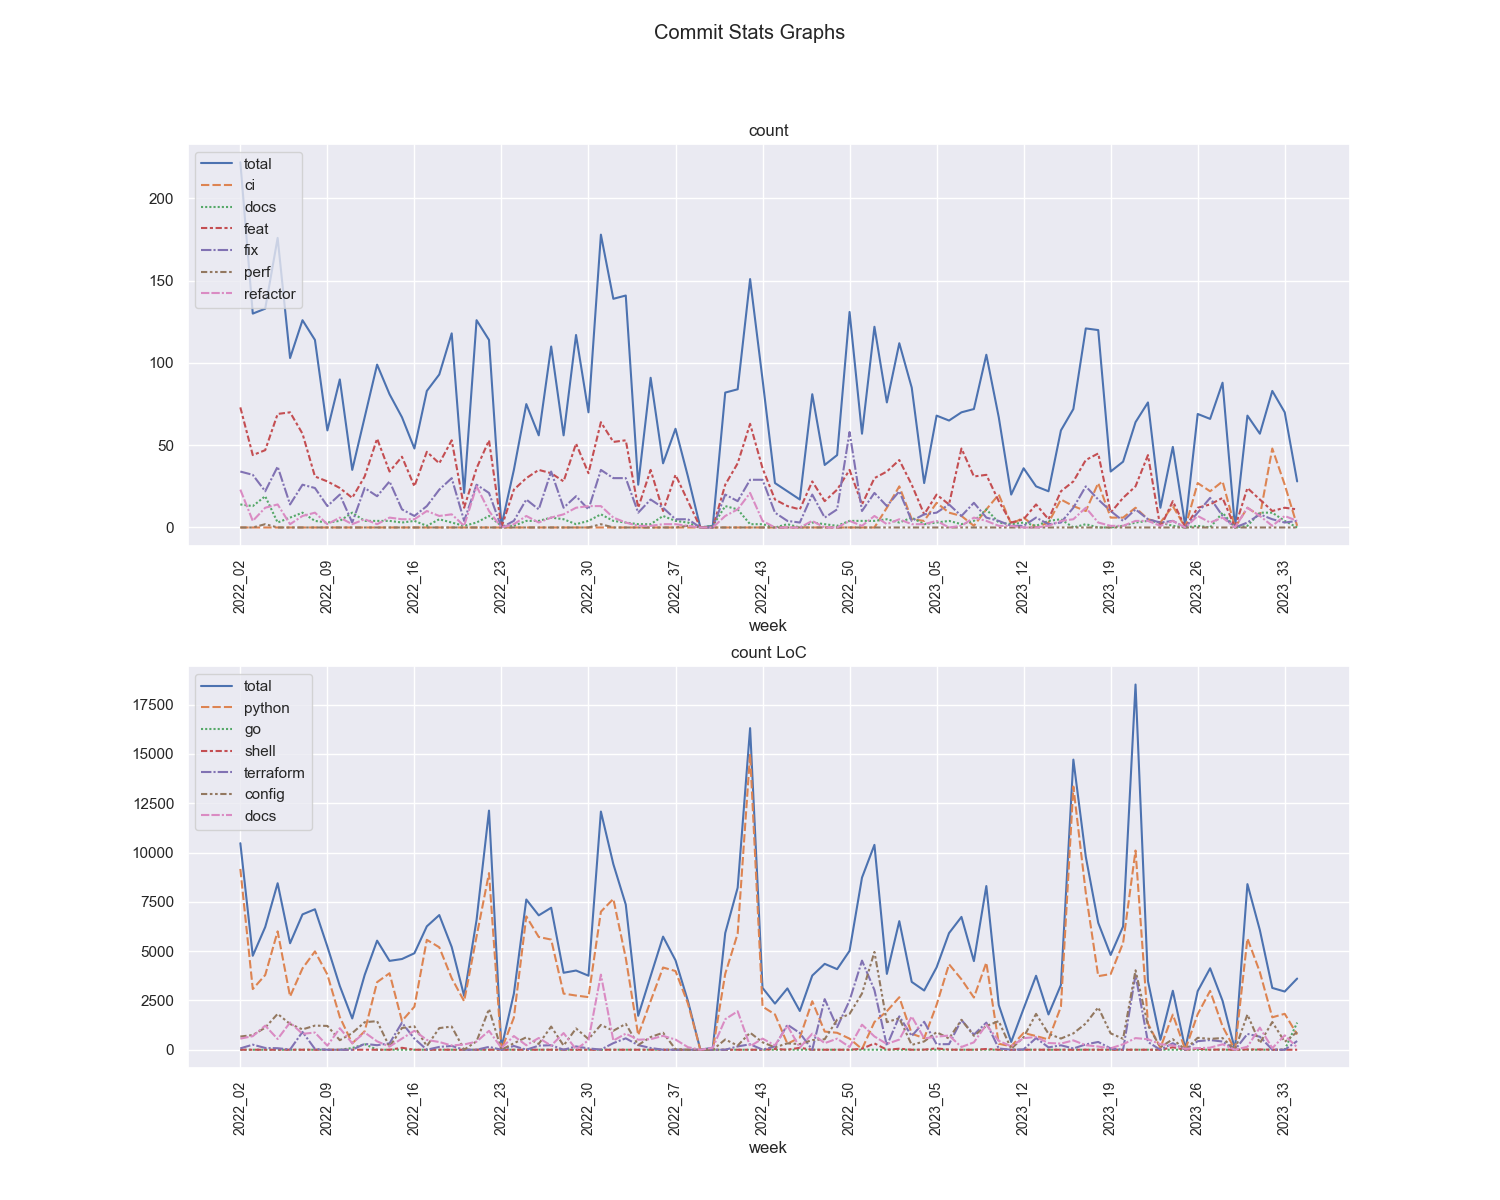 Commit Stats Graphs
count
total
ci
docs
feat
fix
perf
refactor
200
150
100
50
0
2022_02
2022_09
2022_16
2022_23
2022_30
2022_37
2022_43
2022_50
2023_05
2023_12
2023_19
2023_26
2023_33
week
count LoC
total
python
go
shell
terraform
config
docs
17500
15000
12500
10000
7500
5000
2500
0
2022_02
2022_09
2022_16
2022_23
2022_30
2022_37
2022_43
2022_50
2023_05
2023_12
2023_19
2023_26
2023_33
week